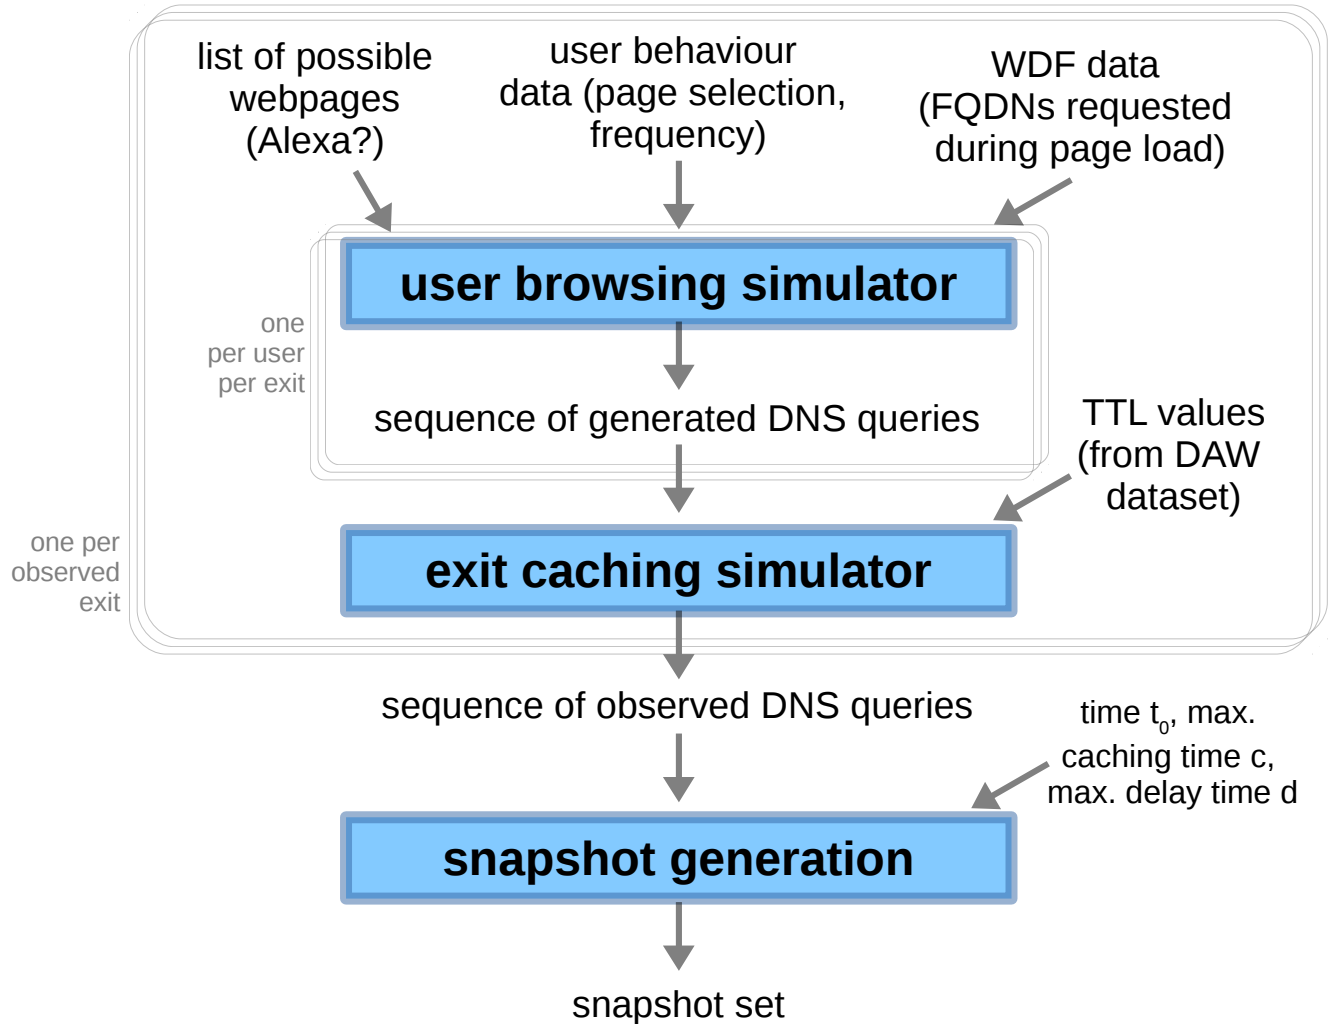 list of possible
webpages
(Alexa?)
user behaviour
data (page selection,
frequency)
WDF data
(FQDNs requested
during page load)
user browsing simulator
one
per user
per exit
sequence of generated DNS queries
TTL values
(from DAW
dataset)
exit caching simulator
one per
observed
exit
sequence of observed DNS queries
time t₀, max.
caching time c,
max. delay time d
snapshot generation
snapshot set